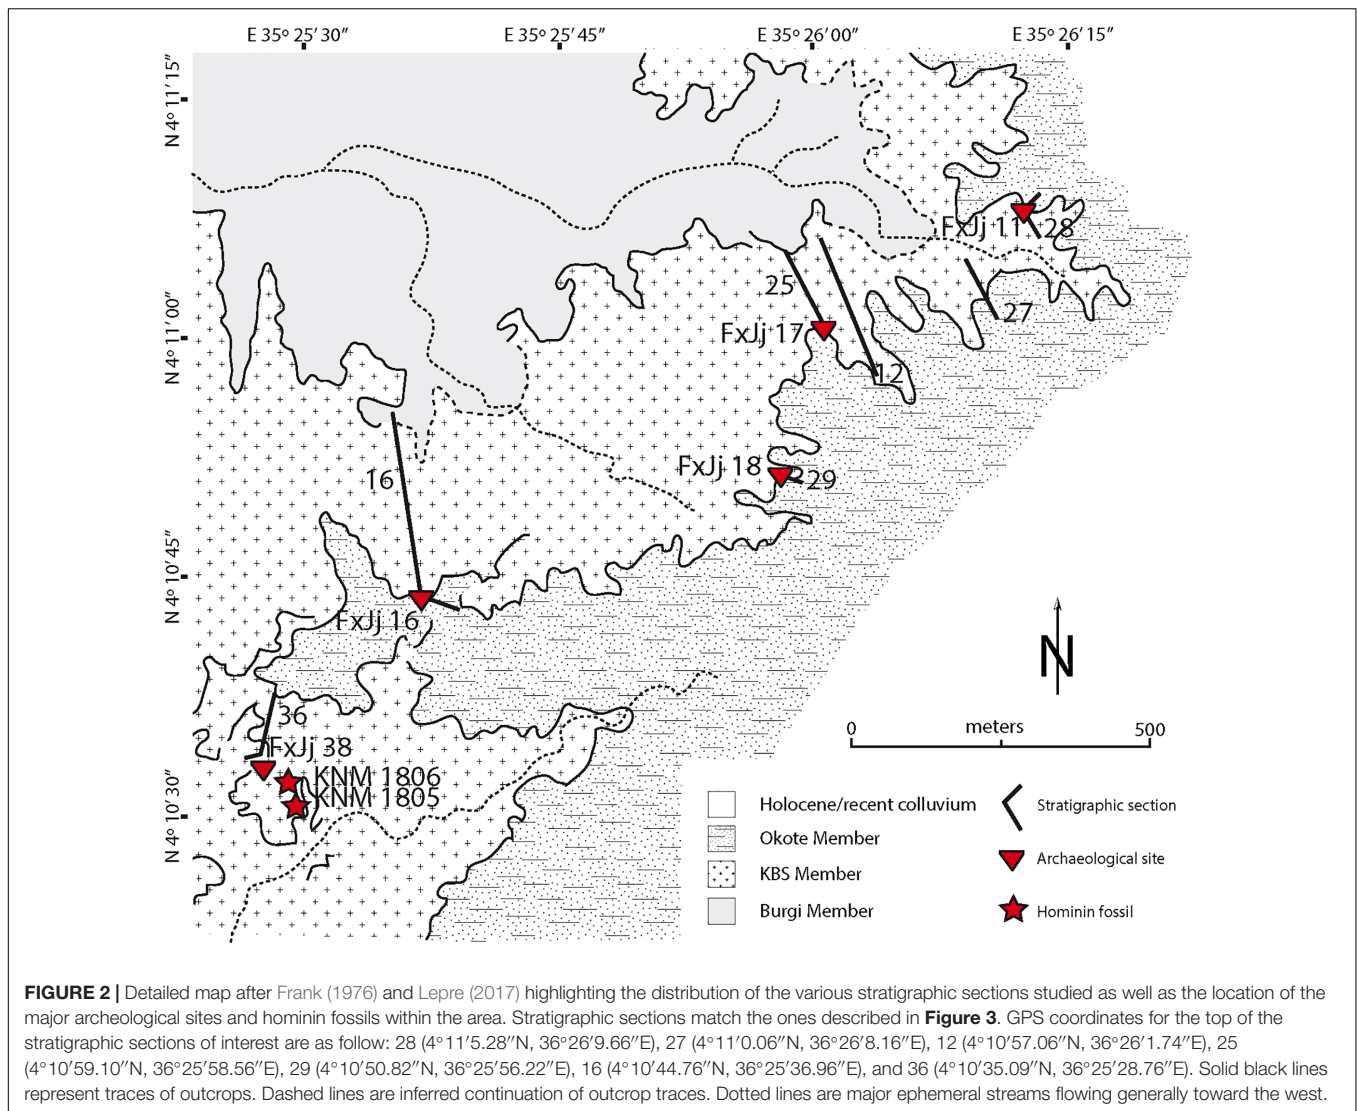 E 35º 25′ 30″ E 35º 25′ 45″ E 35º 26′ 00″ E 35º 26′ 15″
N 4º 11′ 15″
N 4º 11′ 00″
N 4º 10′ 45″
N 4º 10′ 30″
FxJj 11
28
25
27
FxJj 17
12
FxJj 18
29
16
FxJj 16
36
FxJj 38
KNM 1806
KNM 1805
N
0 meters 500
Holocene/recent colluvium
Okote Member
KBS Member
Burgi Member
Stratigraphic section
Archaeological site
Hominin fossil
FIGURE 2 | Detailed map after Frank (1976) and Lepre (2017) highlighting the distribution of the various stratigraphic sections studied as well as the location of the
major archeological sites and hominin fossils within the area. Stratigraphic sections match the ones described in Figure 3. GPS coordinates for the top of the
stratigraphic sections of interest are as follow: 28 (4°11′5.28″N, 36°26′9.66″E), 27 (4°11′0.06″N, 36°26′8.16″E), 12 (4°10′57.06″N, 36°26′1.74″E), 25
(4°10′59.10″N, 36°25′58.56″E), 29 (4°10′50.82″N, 36°25′56.22″E), 16 (4°10′44.76″N, 36°25′36.96″E), and 36 (4°10′35.09″N, 36°25′28.76″E). Solid black lines
represent traces of outcrops. Dashed lines are inferred continuation of outcrop traces. Dotted lines are major ephemeral streams flowing generally toward the west.